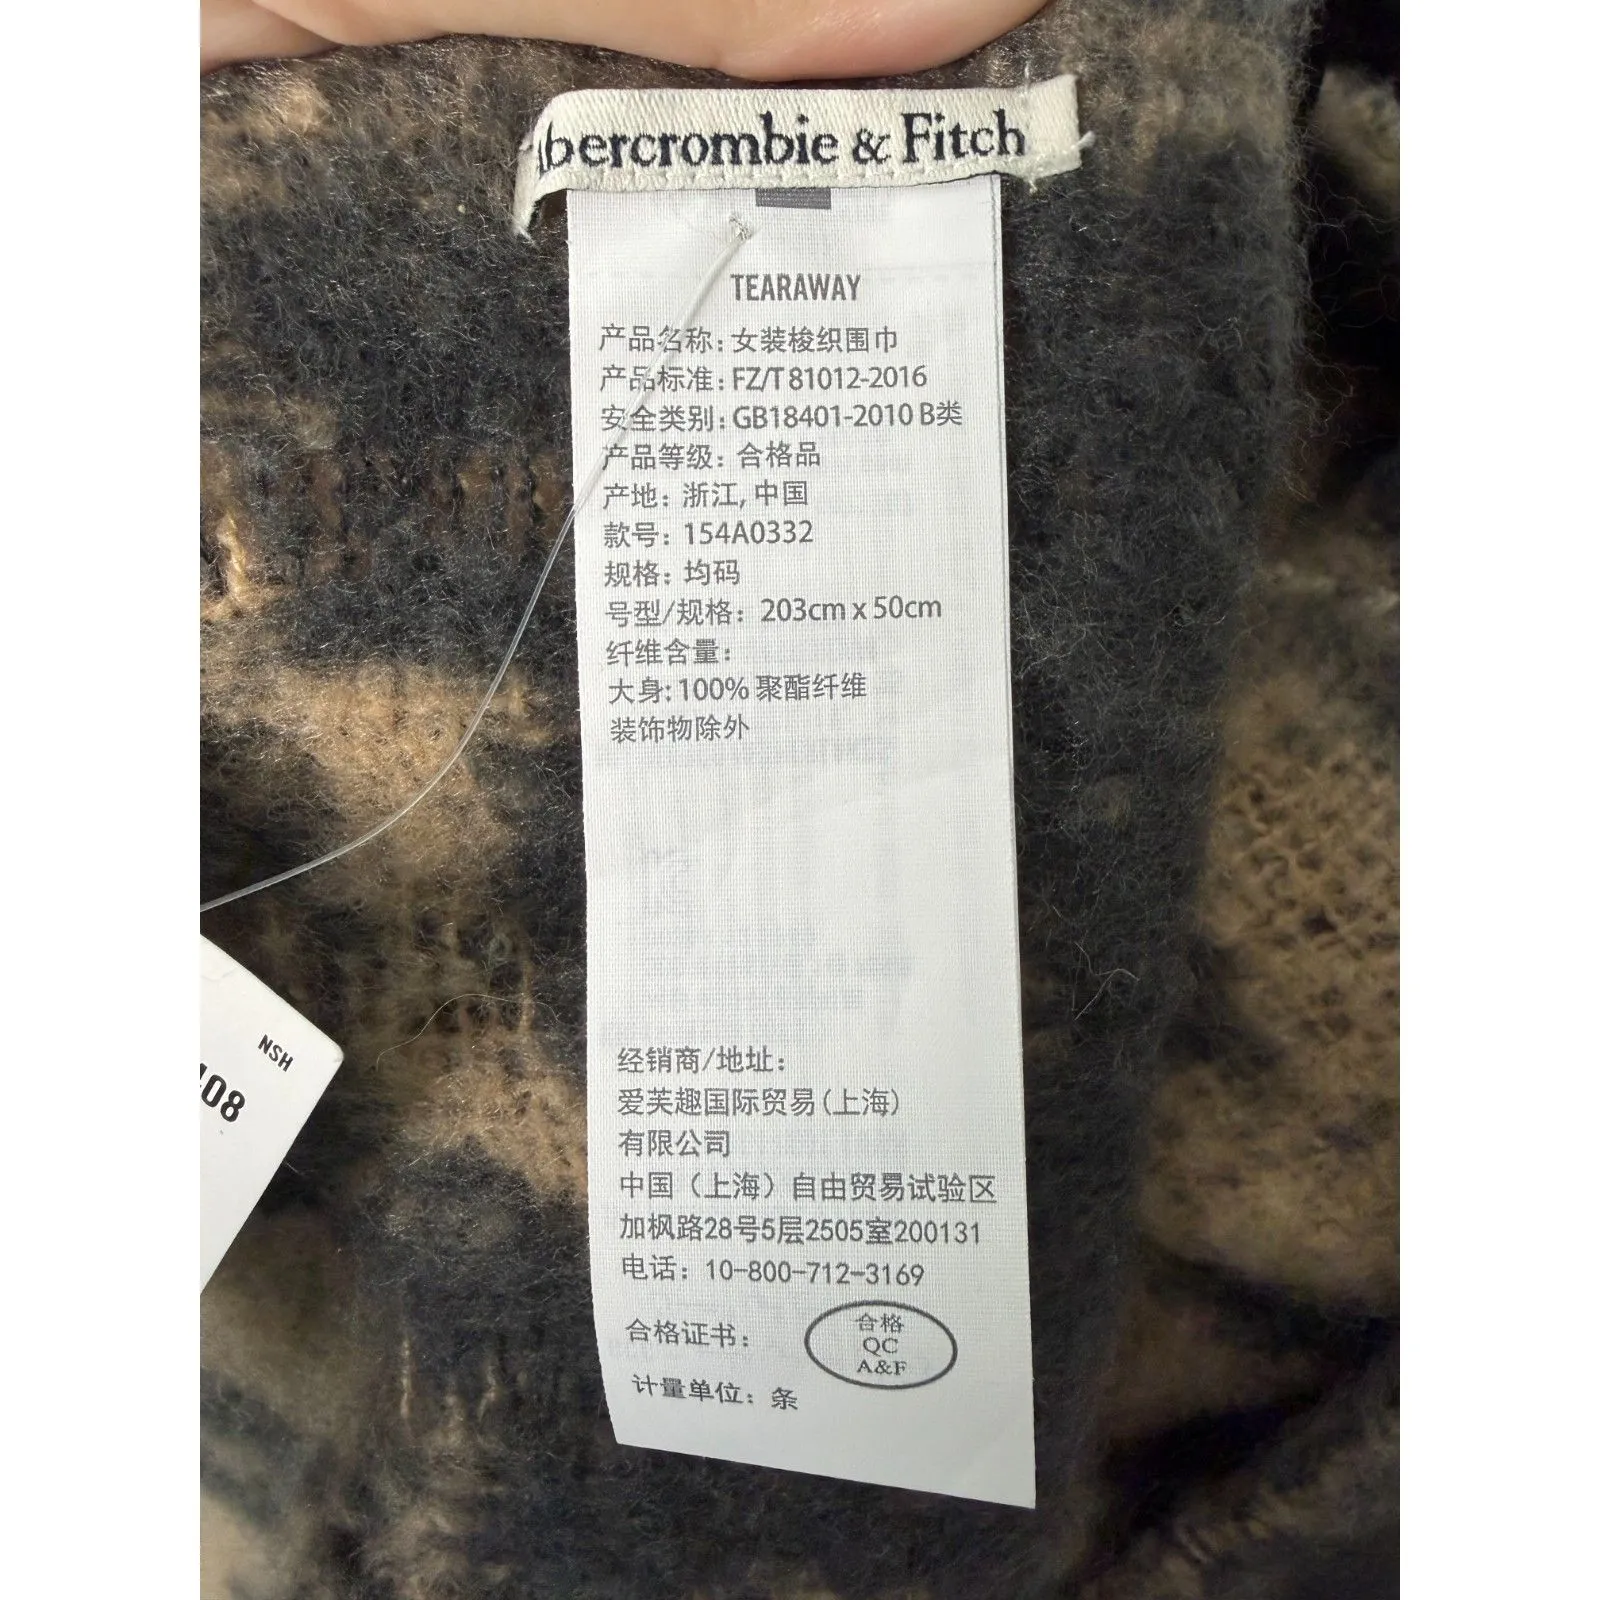 bercrombie & Fitch
TEARAWAY
产品名称: 女装梭织围巾
产品标准: FZ/T 81012-2016
安全类别: GB18401-2010 B类
产品等级: 合格品
产地: 浙江, 中国
款号: 154A0332
规格: 均码
号型/规格: 203cm x 50cm
纤维含量:
大身: 100% 聚酯纤维
装饰物除外
经销商/地址:
爱芙趣国际贸易(上海)
有限公司
中国（上海）自由贸易试验区
加枫路28号5层2505室200131
电话: 10-800-712-3169
合格证书:
合格
QC
A&F
计量单位: 条
NSH
08